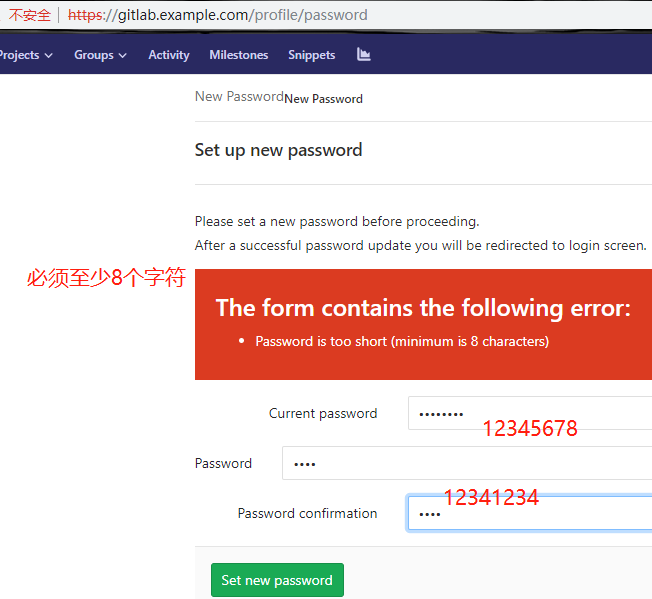 不安全 | https://gitlab.example.com/profile/password
Projects Groups Activity Milestones Snippets
New PasswordNew Password
Set up new password
Please set a new password before proceeding.
After a successful password update you will be redirected to login screen.
必须至少8个字符
The form contains the following error:
• Password is too short (minimum is 8 characters)
Current password ••••••••
12345678
Password ••••
12341234
Password confirmation ••••
Set new password